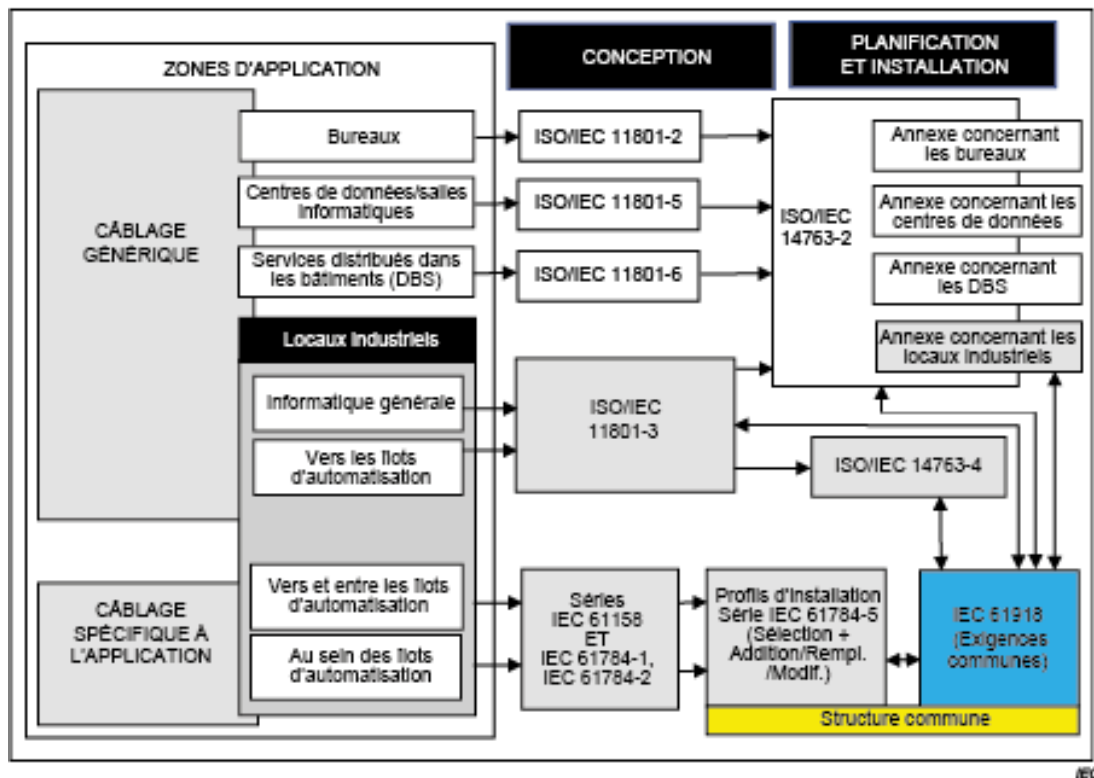 ZONES D'APPLICATION
CONCEPTION
PLANIFICATION
ET INSTALLATION
CÂBLAGE
GÉNÉRIQUE
Bureaux
ISO/IEC 11801-2
Centres de données/salles
informatiques
ISO/IEC 11801-5
Services distribués dans
les bâtiments (DBS)
ISO/IEC 11801-6
ISO/IEC
14763-2
Annexe concernant
les bureaux
Annexe concernant les
centres de données
Annexe concernant
les DBS
Annexe concernant les
locaux industriels
Locaux industriels
Informatique générale
Vers les îlots
d'automatisation
ISO/IEC
11801-3
ISO/IEC 14763-4
CÂBLAGE
SPÉCIFIQUE À
L'APPLICATION
Vers et entre les îlots
d'automatisation
Au sein des îlots
d'automatisation
Séries
IEC 61158
ET
IEC 61784-1,
IEC 61784-2
Profils d'installation
Série IEC 61784-5
(Sélection +
Addition/Rempl.
/Modif.)
IEC 61918
(Exigences
communes)
Structure commune
IEC